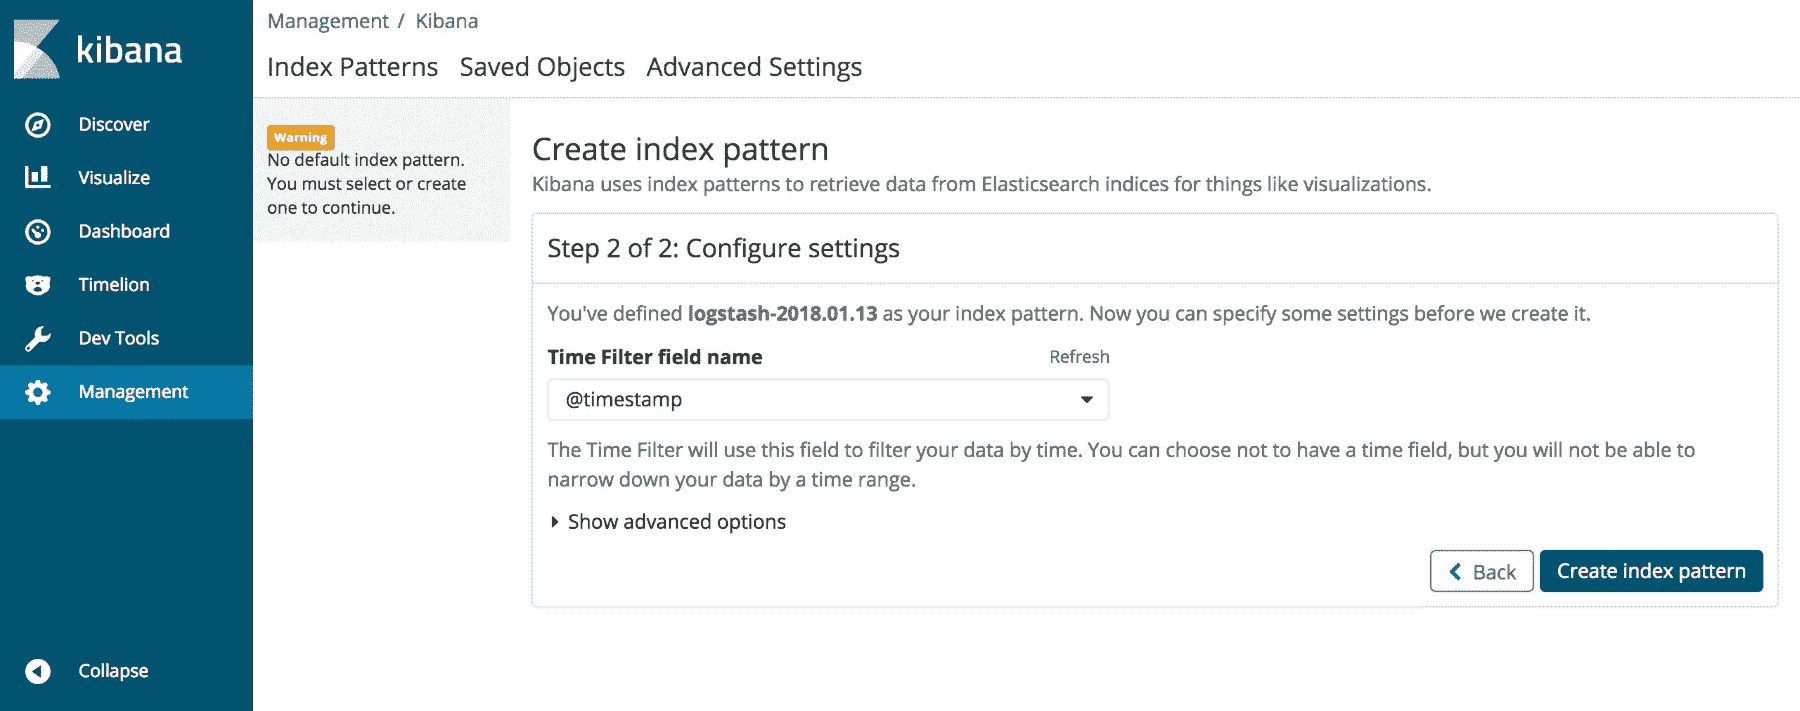 kibana
Discover
Visualize
Dashboard
Timelion
Dev Tools
Management
Collapse
Management / Kibana
Index Patterns Saved Objects Advanced Settings
Warning
No default index pattern.
You must select or create
one to continue.
Create index pattern
Kibana uses index patterns to retrieve data from Elasticsearch indices for things like visualizations.
Step 2 of 2: Configure settings
You've defined logstash-2018.01.13 as your index pattern. Now you can specify some settings before we create it.
Time Filter field name Refresh
@timestamp
The Time Filter will use this field to filter your data by time. You can choose not to have a time field, but you will not be able to
narrow down your data by a time range.
Show advanced options
Back Create index pattern